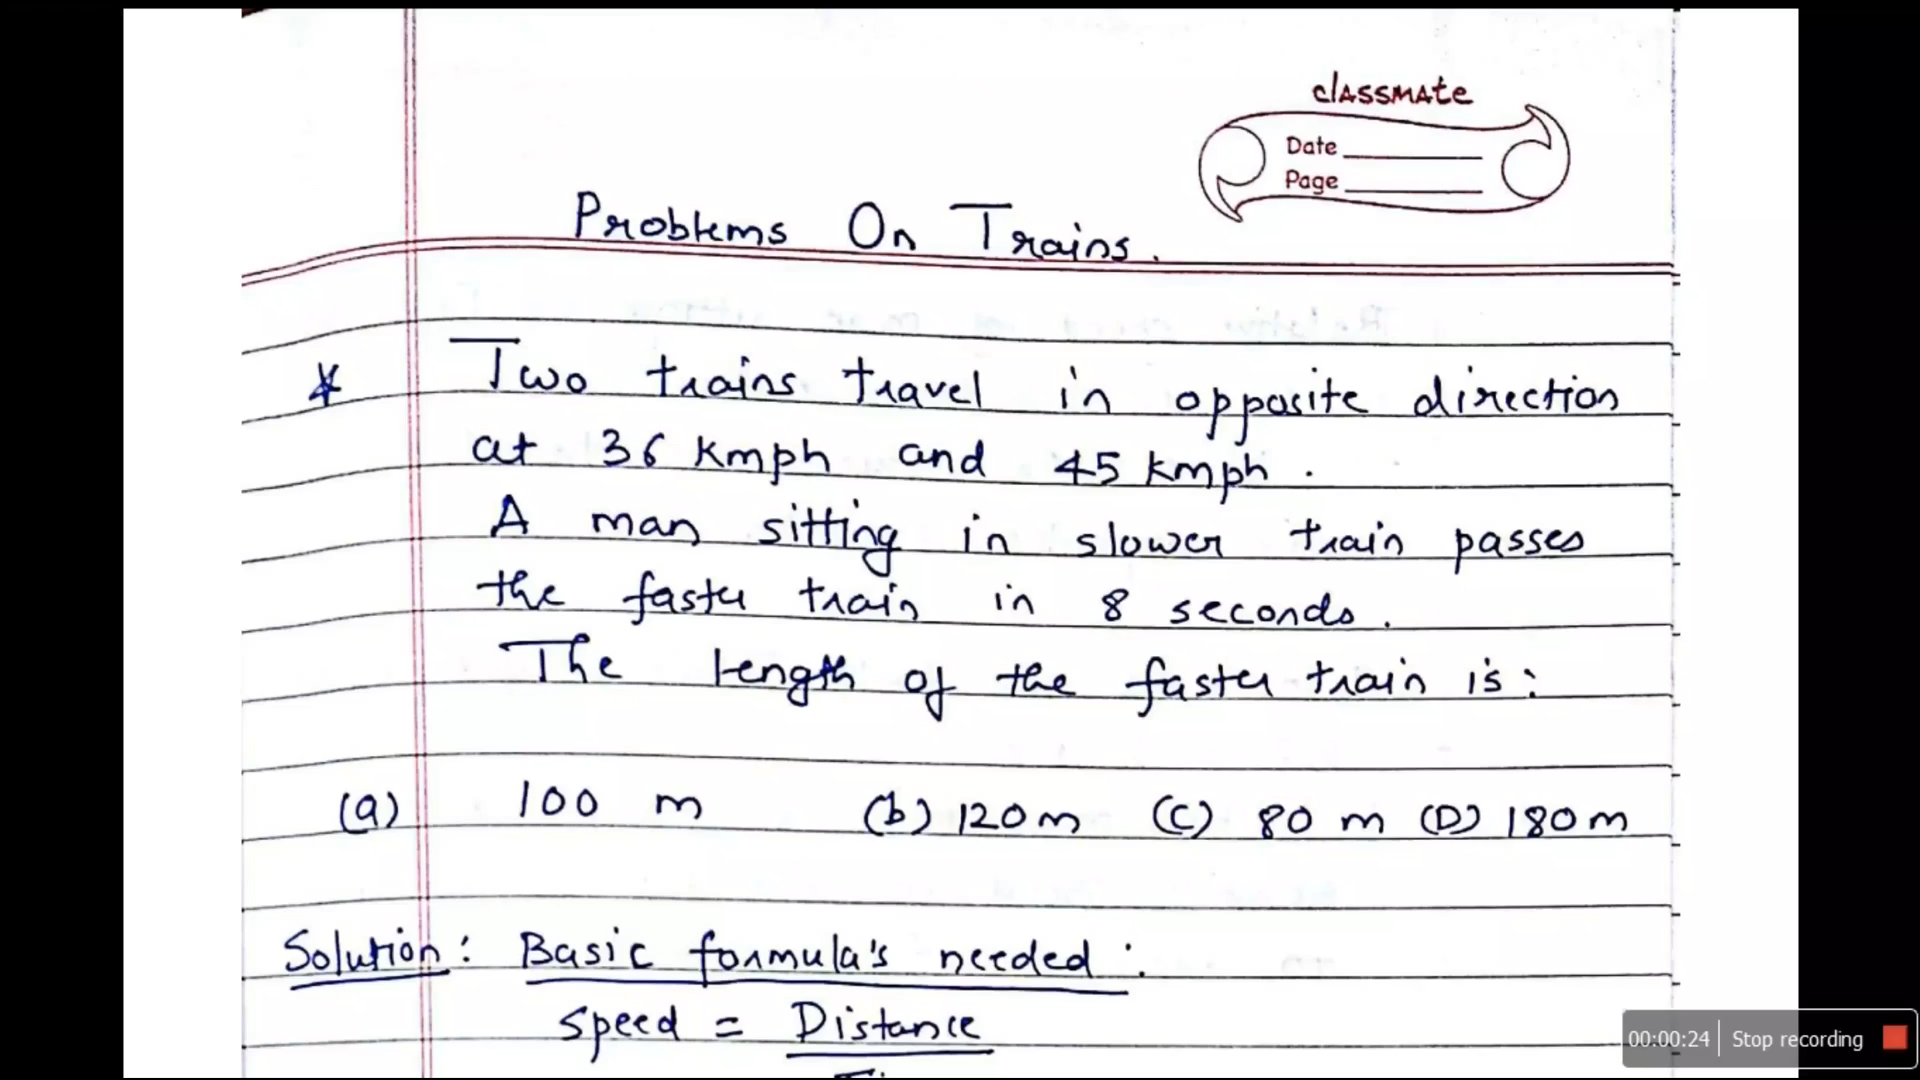 classmate
Date
Page
Problems On Trains.
* Two trains travel in opposite direction
at 36 Kmph and 45 Kmph.
A man sitting in slower train passes
the faster train in 8 seconds.
The length of the faster train is:
(a) 100 m (b) 120m (C) 80 m (D) 180m
Solution: Basic formula's needed:
speed = Distance
00:00:24 Stop recording